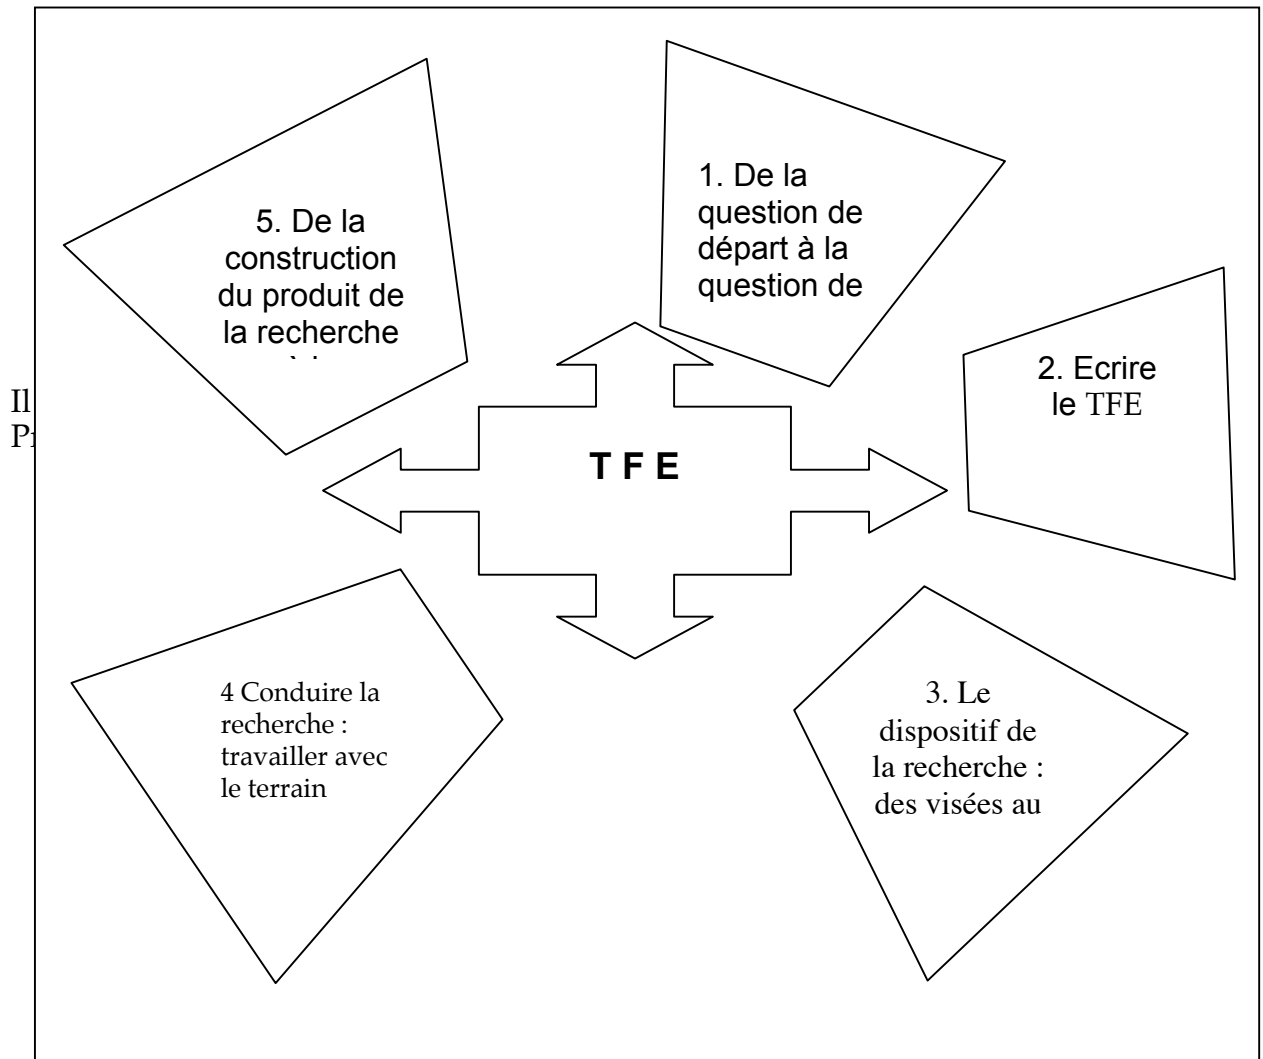 5. De la
construction
du produit de
la recherche
1. De la
question de
départ à la
question de
2. Ecrire
le TFE
Il
T F E
4 Conduire la
recherche :
travailler avec
le terrain
3. Le
dispositif de
la recherche :
des visées au